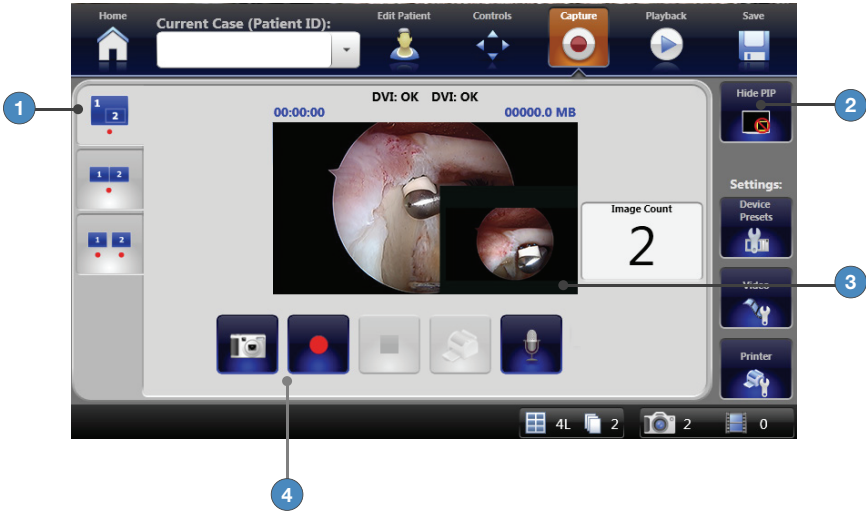 Home
Current Case (Patient ID):
Edit Patient
Controls
Capture
Playback
Save
1
1
2
DVI: OK DVI: OK
00:00:00
00000.0 MB
Hide PIP
2
1 2
Settings:
Device
Presets
Image Count
2
1 2
Video
3
Printer
4L
2
2
0
4